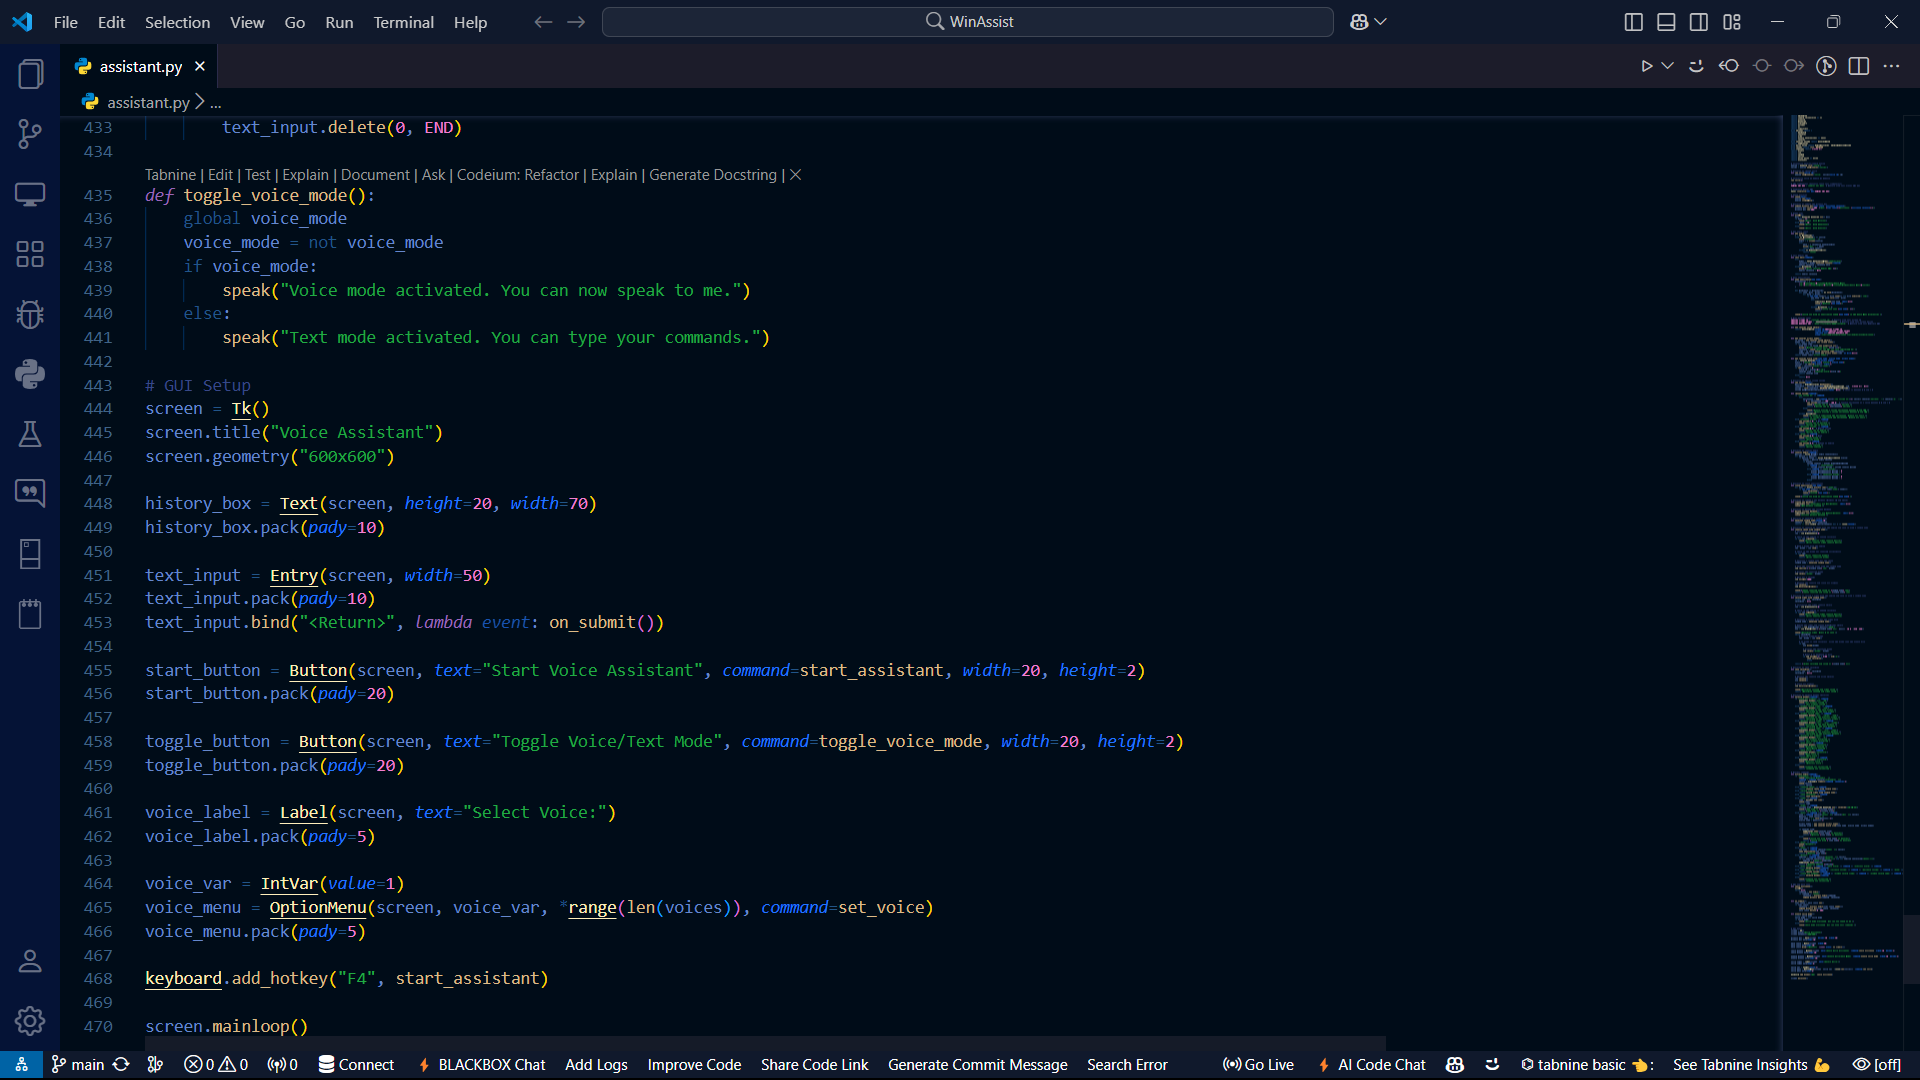 File Edit Selection View Go Run Terminal Help
WinAssist
assistant.py
assistant.py > ...
433 text_input.delete(0, END)
434
Tabnine | Edit | Test | Explain | Document | Ask | Codeium: Refactor | Explain | Generate Docstring | X
435 def toggle_voice_mode():
436 global voice_mode
437 voice_mode = not voice_mode
438 if voice_mode:
439 speak("Voice mode activated. You can now speak to me.")
440 else:
441 speak("Text mode activated. You can type your commands.")
442
443 # GUI Setup
444 screen = Tk()
445 screen.title("Voice Assistant")
446 screen.geometry("600x600")
447
448 history_box = Text(screen, height=20, width=70)
449 history_box.pack(pady=10)
450
451 text_input = Entry(screen, width=50)
452 text_input.pack(pady=10)
453 text_input.bind("<Return>", lambda event: on_submit())
454
455 start_button = Button(screen, text="Start Voice Assistant", command=start_assistant, width=20, height=2)
456 start_button.pack(pady=20)
457
458 toggle_button = Button(screen, text="Toggle Voice/Text Mode", command=toggle_voice_mode, width=20, height=2)
459 toggle_button.pack(pady=20)
460
461 voice_label = Label(screen, text="Select Voice:")
462 voice_label.pack(pady=5)
463
464 voice_var = IntVar(value=1)
465 voice_menu = OptionMenu(screen, voice_var, *range(len(voices)), command=set_voice)
466 voice_menu.pack(pady=5)
467
468 keyboard.add_hotkey("F4", start_assistant)
469
470 screen.mainloop()
main 0 0 0 Connect BLACKBOX Chat Add Logs Improve Code Share Code Link Generate Commit Message Search Error Go Live AI Code Chat tabnine basic : See Tabnine Insights [off]